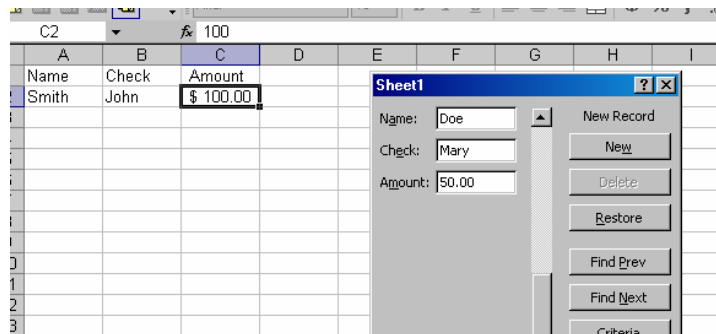 C2 fx 100
A B C D E F G H I
Name Check Amount
Smith John $ 100.00
Sheet1
Name: Doe
Check: Mary
Amount: 50.00
New Record
New
Delete
Restore
Find Prev
Find Next
Criteria